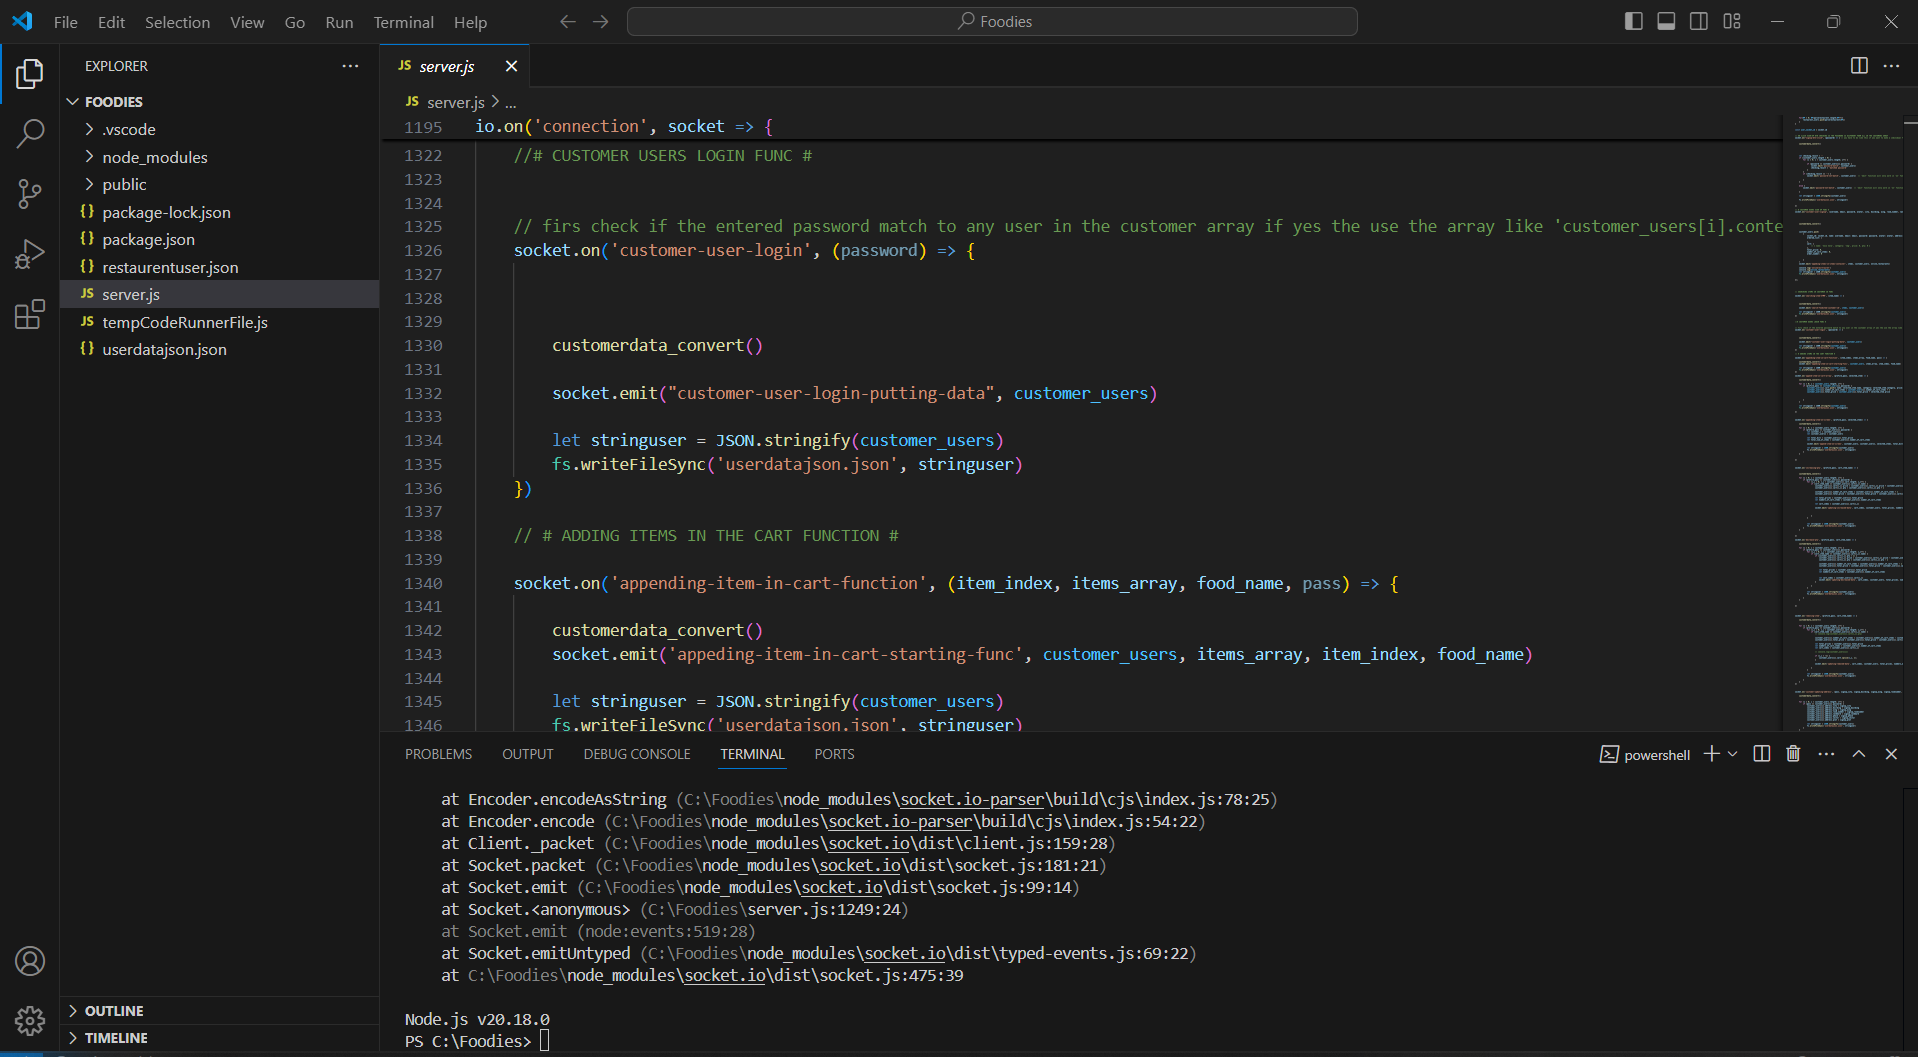 File Edit Selection View Go Run Terminal Help
Foodies
EXPLORER
FOODIES
.vscode
node_modules
public
{} package-lock.json
{} package.json
{} restaurentuser.json
JS server.js
JS tempCodeRunnerFile.js
{} userdatajson.json
OUTLINE
TIMELINE
JS server.js
JS server.js > ...
1195 io.on('connection', socket => {
1322 //# CUSTOMER USERS LOGIN FUNC #
1323
1324
1325 // firs check if the entered password match to any user in the customer array if yes the use the array like 'customer_users[i].conte
1326 socket.on('customer-user-login', (password) => {
1327
1328
1329
1330 customerdata_convert()
1331
1332 socket.emit("customer-user-login-putting-data", customer_users)
1333
1334 let stringuser = JSON.stringify(customer_users)
1335 fs.writeFileSync('userdatajson.json', stringuser)
1336 })
1337
1338 // # ADDING ITEMS IN THE CART FUNCTION #
1339
1340 socket.on('appending-item-in-cart-function', (item_index, items_array, food_name, pass) => {
1341
1342 customerdata_convert()
1343 socket.emit('appeding-item-in-cart-starting-func', customer_users, items_array, item_index, food_name)
1344
1345 let stringuser = JSON.stringify(customer_users)
1346 fs.writeFileSync('userdatajson.json', stringuser)
PROBLEMS OUTPUT DEBUG CONSOLE TERMINAL PORTS
powershell
at Encoder.encodeAsString (C:\Foodies\node_modules\socket.io-parser\build\cjs\index.js:78:25)
at Encoder.encode (C:\Foodies\node_modules\socket.io-parser\build\cjs\index.js:54:22)
at Client._packet (C:\Foodies\node_modules\socket.io\dist\client.js:159:28)
at Socket.packet (C:\Foodies\node_modules\socket.io\dist\socket.js:181:21)
at Socket.emit (C:\Foodies\node_modules\socket.io\dist\socket.js:99:14)
at Socket.<anonymous> (C:\Foodies\server.js:1249:24)
at Socket.emit (node:events:519:28)
at Socket.emitUntyped (C:\Foodies\node_modules\socket.io\dist\typed-events.js:69:22)
at C:\Foodies\node_modules\socket.io\dist\socket.js:475:39
Node.js v20.18.0
PS C:\Foodies>